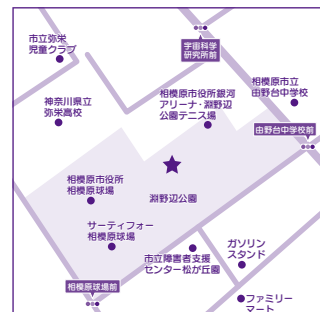 市立弥栄
児童クラブ
宇宙科学
研究所前
相模原市立
由野台中学校
神奈川県立
弥栄高校
相模原市役所銀河
アリーナ・淵野辺
公園テニス場
由野台中学校前
相模原市役所
相模原球場
淵野辺公園
サーティフォー
相模原球場
ガソリン
スタンド
市立障害者支援
センター松が丘園
相模原球場前
ファミリー
マート